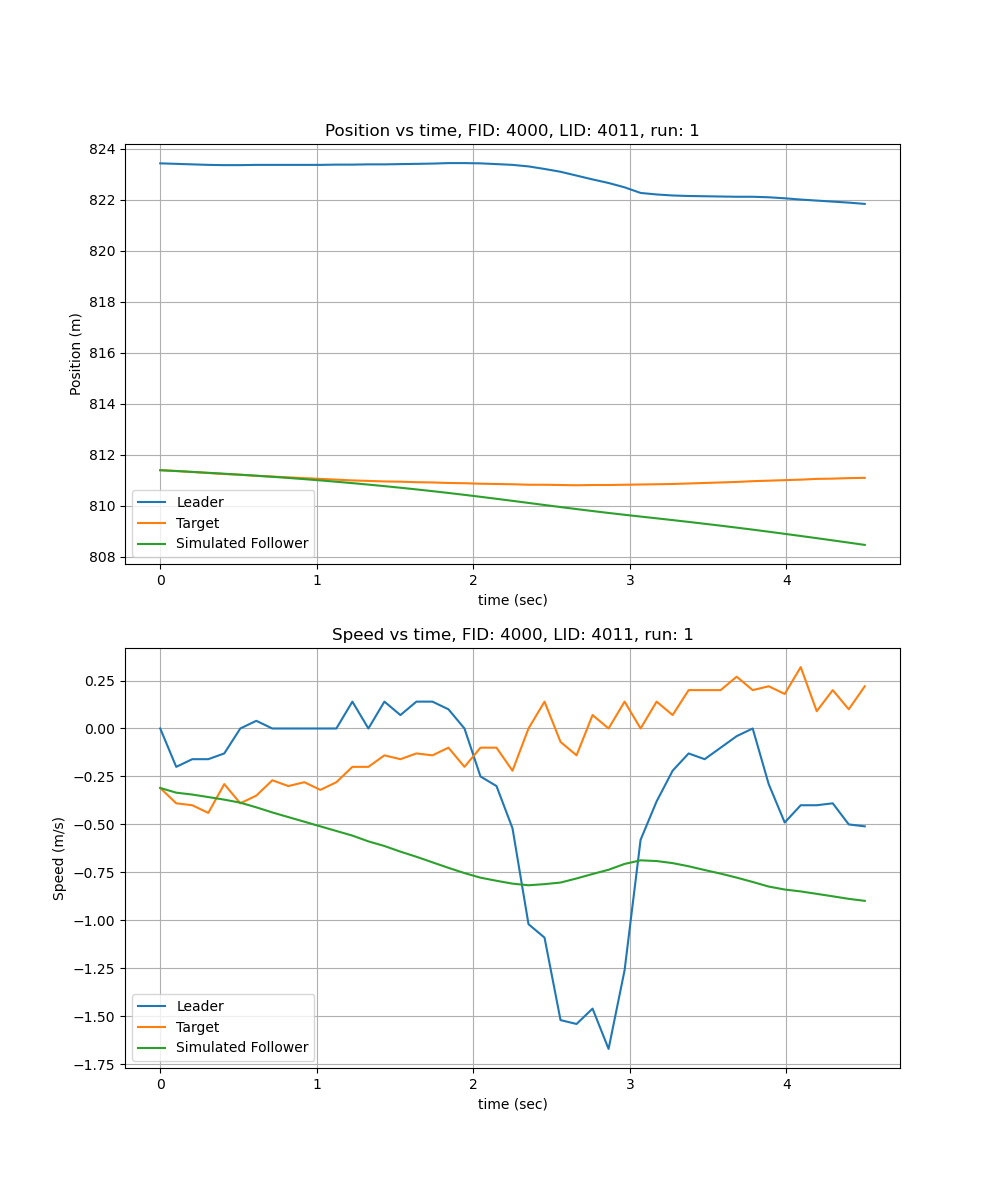 Position vs time, FID: 4000, LID: 4011, run: 1
824
822
820
818
816
814
812
810
808
Position (m)
Leader
Target
Simulated Follower
0 1 2 3 4
time (sec)
Speed vs time, FID: 4000, LID: 4011, run: 1
0.25
0.00
−0.25
−0.50
−0.75
−1.00
−1.25
−1.50
−1.75
Speed (m/s)
Leader
Target
Simulated Follower
0 1 2 3 4
time (sec)